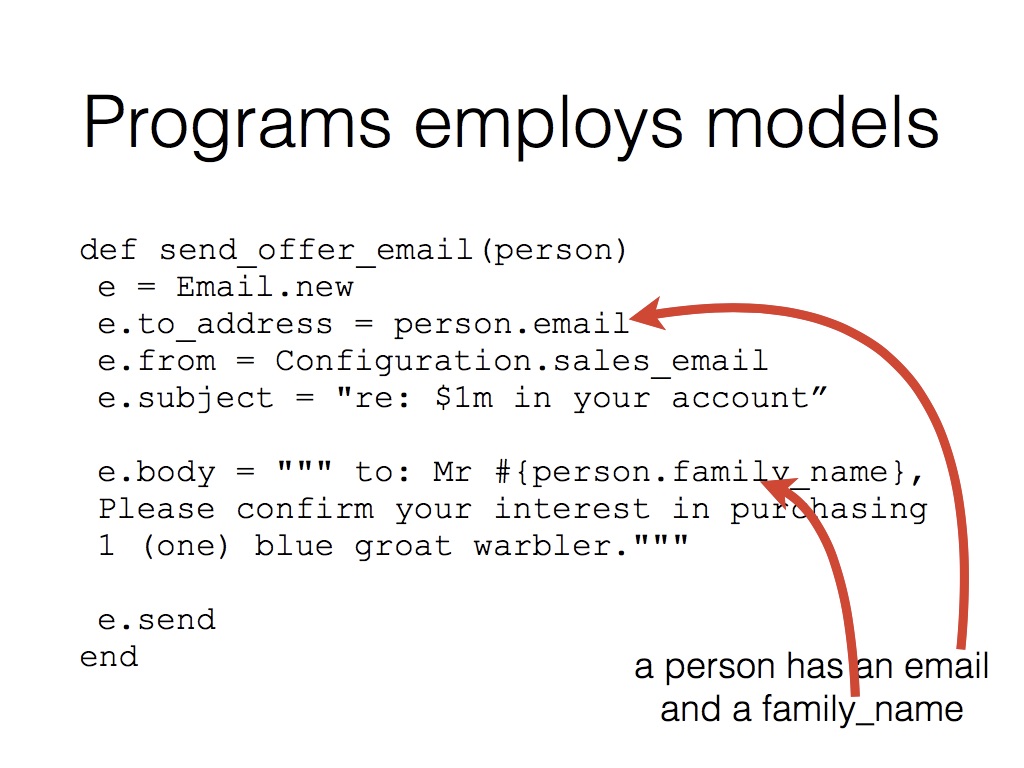 Programs employs models
def send_offer_email(person)
e = Email.new
e.to_address = person.email
e.from = Configuration.sales_email
e.subject = "re: $1m in your account”
e.body = """ to: Mr #{person.family_name},
Please confirm your interest in purchasing
1 (one) blue groat warbler."""
e.send
end
a person has an email
and a family_name